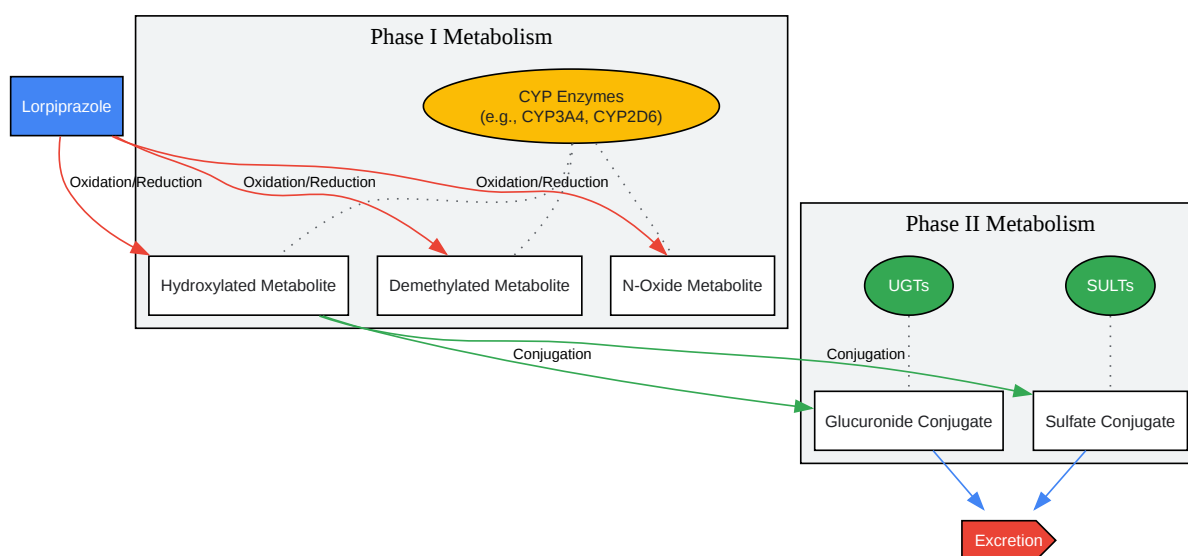 Phase I Metabolism
Lorpiprazole
CYP Enzymes
(e.g., CYP3A4, CYP2D6)
Oxidation/Reduction
Oxidation/Reduction
Oxidation/Reduction
Hydroxylated Metabolite
Demethylated Metabolite
N-Oxide Metabolite
Phase II Metabolism
UGTs
SULTs
Conjugation
Conjugation
Glucuronide Conjugate
Sulfate Conjugate
Excretion